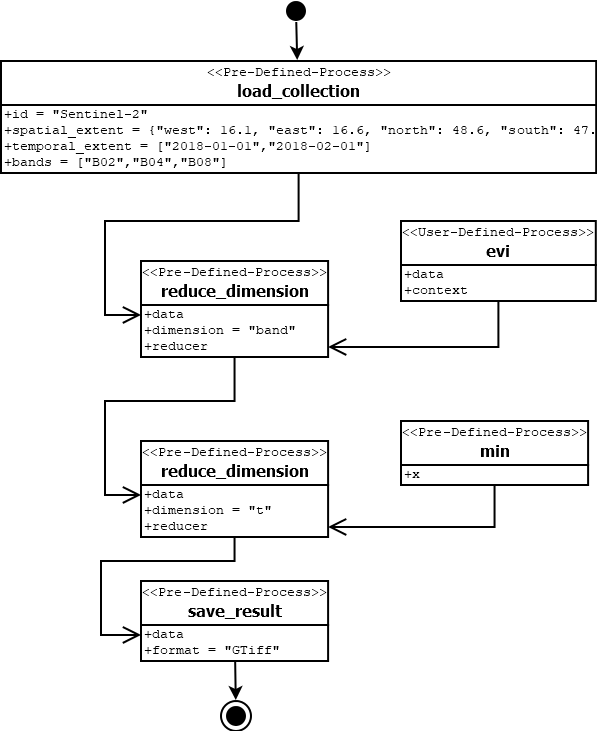 <<Pre-Defined-Process>>
load_collection
+id = "Sentinel-2"
+spatial_extent = {"west": 16.1, "east": 16.6, "north": 48.6, "south": 47.
+temporal_extent = ["2018-01-01","2018-02-01"]
+bands = ["B02","B04","B08"]
<<User-Defined-Process>>
evi
+data
+context
<<Pre-Defined-Process>>
reduce_dimension
+data
+dimension = "band"
+reducer
<<Pre-Defined-Process>>
min
+x
<<Pre-Defined-Process>>
reduce_dimension
+data
+dimension = "t"
+reducer
<<Pre-Defined-Process>>
save_result
+data
+format = "GTiff"